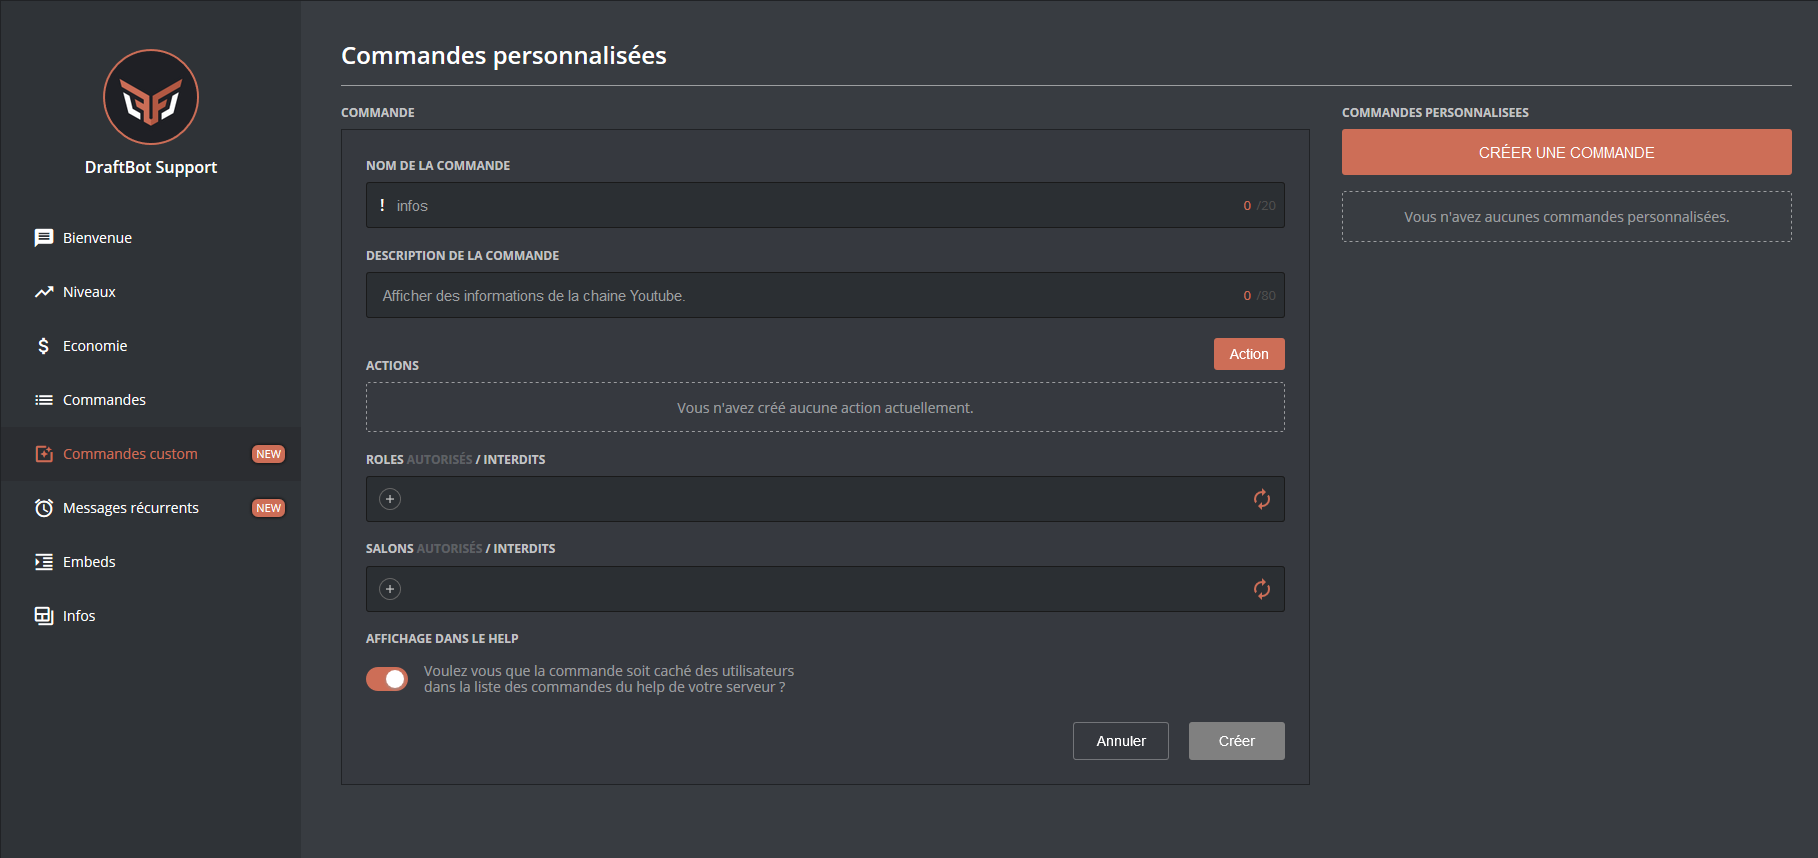 DraftBot Support
Bienvenue
Niveaux
Economie
Commandes
Commandes custom NEW
Messages récurrents NEW
Embeds
Infos
Commandes personnalisées
COMMANDE
NOM DE LA COMMANDE
! infos 0 /20
DESCRIPTION DE LA COMMANDE
Afficher des informations de la chaine Youtube. 0 /80
Action
ACTIONS
Vous n'avez créé aucune action actuellement.
ROLES AUTORISÉS / INTERDITS
SALONS AUTORISÉS / INTERDITS
AFFICHAGE DANS LE HELP
Voulez vous que la commande soit caché des utilisateurs
dans la liste des commandes du help de votre serveur ?
Annuler Créer
COMMANDES PERSONNALISEES
CRÉER UNE COMMANDE
Vous n'avez aucunes commandes personnalisées.